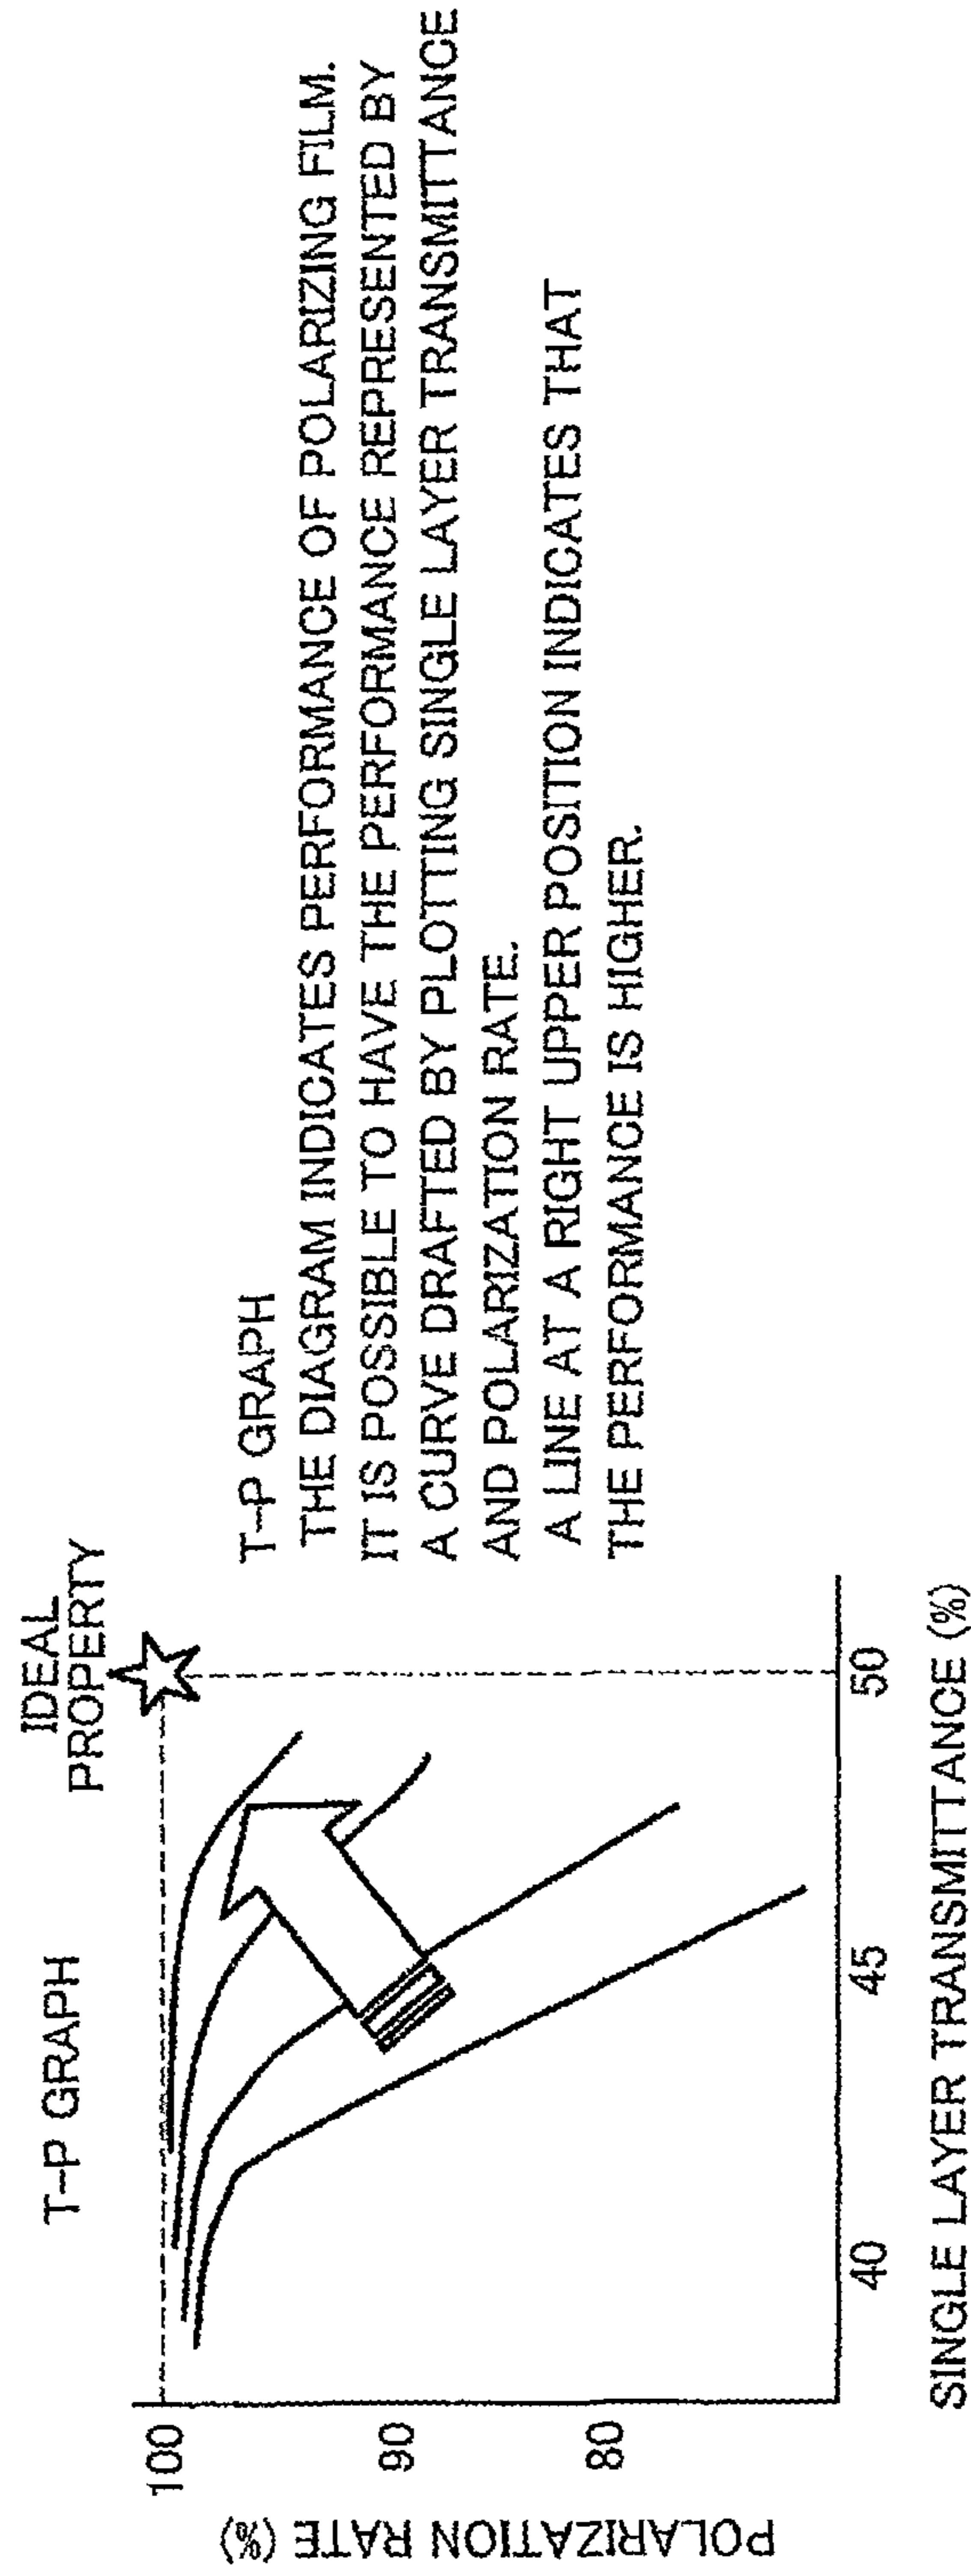 T-P GRAPH
IDEAL
PROPERTY
POLARIZATION RATE (%)
100
90
80
40
45
50
SINGLE LAYER TRANSMITTANCE (%)
T-P GRAPH
THE DIAGRAM INDICATES PERFORMANCE OF POLARIZING FILM.
IT IS POSSIBLE TO HAVE THE PERFORMANCE REPRESENTED BY
A CURVE DRAFTED BY PLOTTING SINGLE LAYER TRANSMITTANCE
AND POLARIZATION RATE.
A LINE AT A RIGHT UPPER POSITION INDICATES THAT
THE PERFORMANCE IS HIGHER.